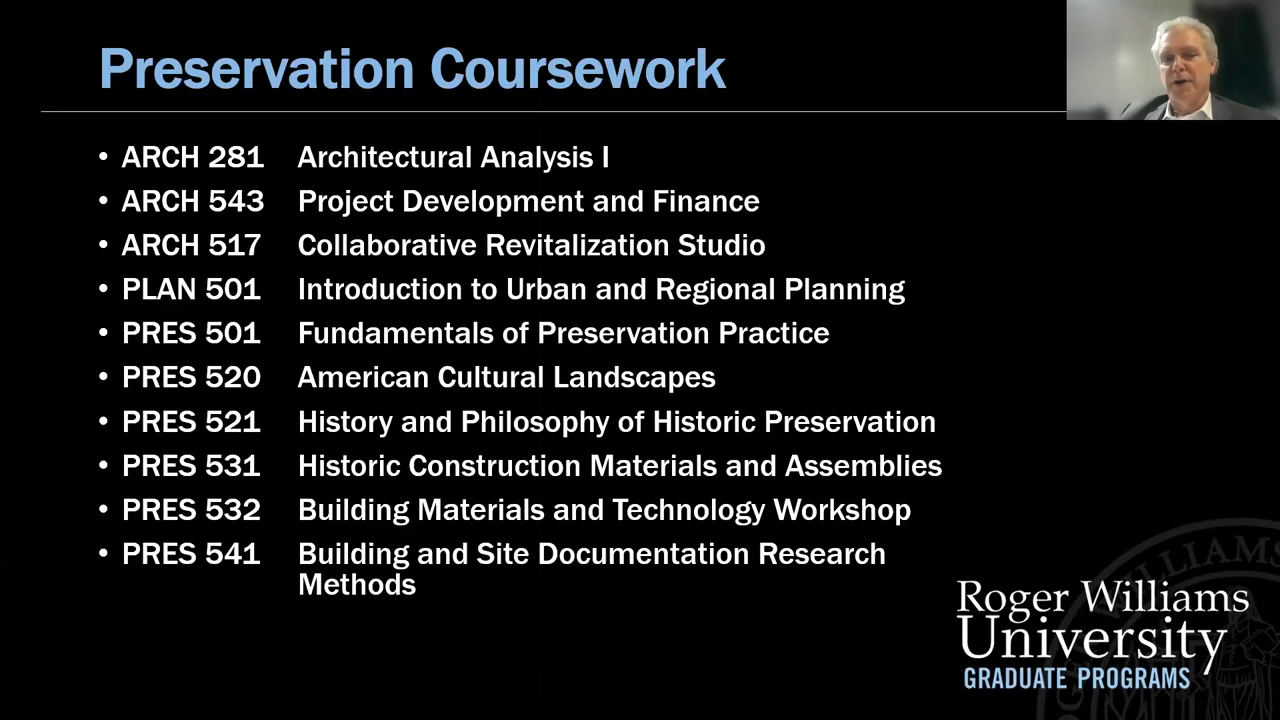 Preservation Coursework
• ARCH 281 Architectural Analysis I
• ARCH 543 Project Development and Finance
• ARCH 517 Collaborative Revitalization Studio
• PLAN 501 Introduction to Urban and Regional Planning
• PRES 501 Fundamentals of Preservation Practice
• PRES 520 American Cultural Landscapes
• PRES 521 History and Philosophy of Historic Preservation
• PRES 531 Historic Construction Materials and Assemblies
• PRES 532 Building Materials and Technology Workshop
• PRES 541 Building and Site Documentation Research
Methods
WILLIAMS
Roger Williams
University
GRADUATE PROGRAMS